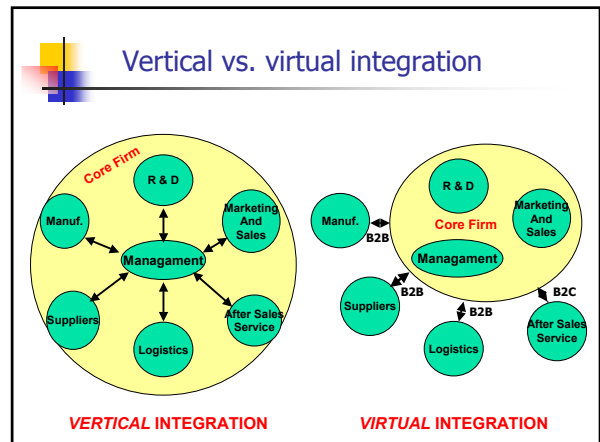 Vertical vs. virtual integration
Core Firm
R & D
Manuf.
Marketing
And
Sales
Managament
Suppliers
After Sales
Service
Logistics
VERTICAL INTEGRATION
R & D
Core Firm
Marketing
And
Sales
Manuf.
B2B
Managament
B2B
Suppliers
B2B
Logistics
B2C
After Sales
Service
VIRTUAL INTEGRATION